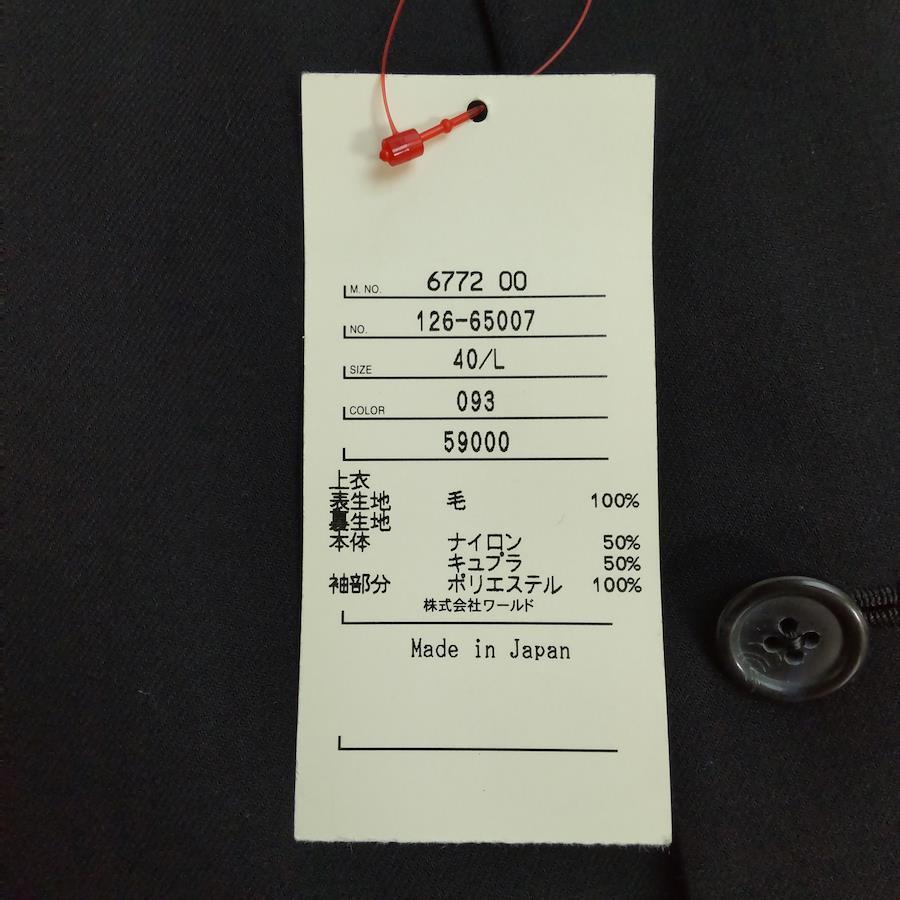 M. NO. 6772 00
NO. 126-65007
SIZE 40/L
COLOR 093
59000
上衣
表生地 毛 100%
裏生地
本体 ナイロン 50%
キュプラ 50%
袖部分 ポリエステル 100%
株式会社ワールド
Made in Japan